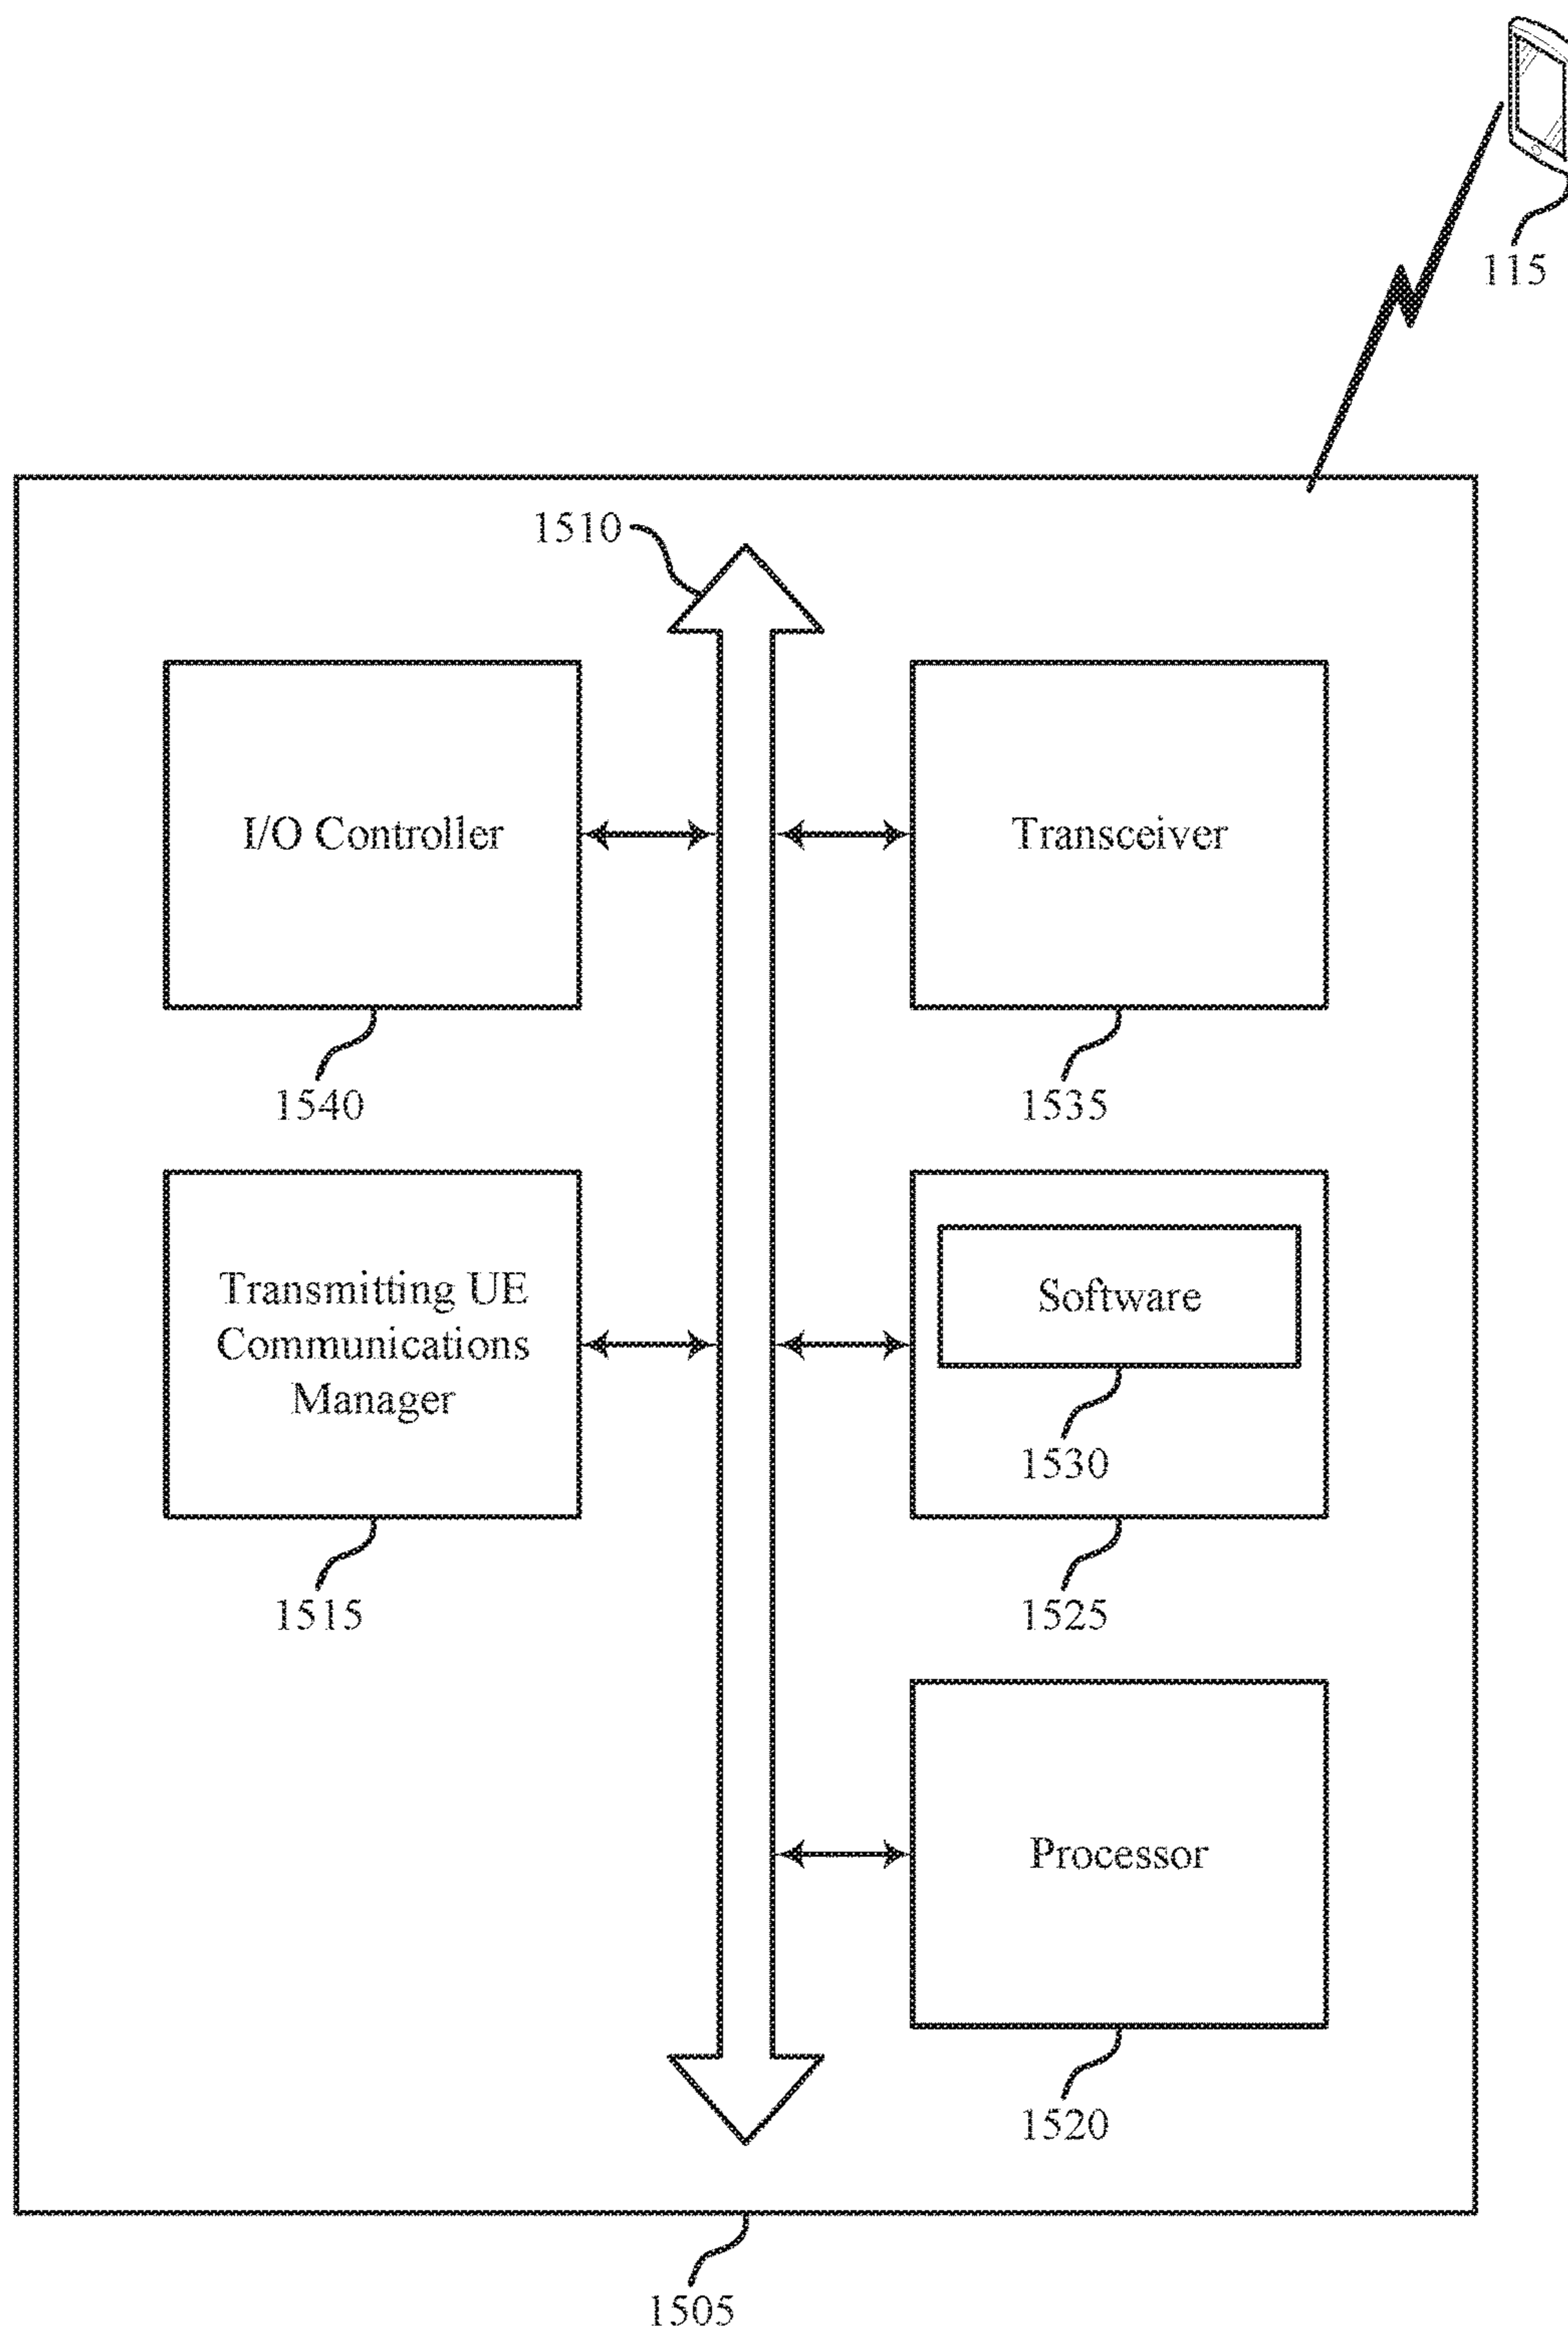 115
1510
I/O Controller
Transceiver
1540
1535
Transmitting UE
Communications
Manager
Software
1530
1515
1525
Processor
1520
1505